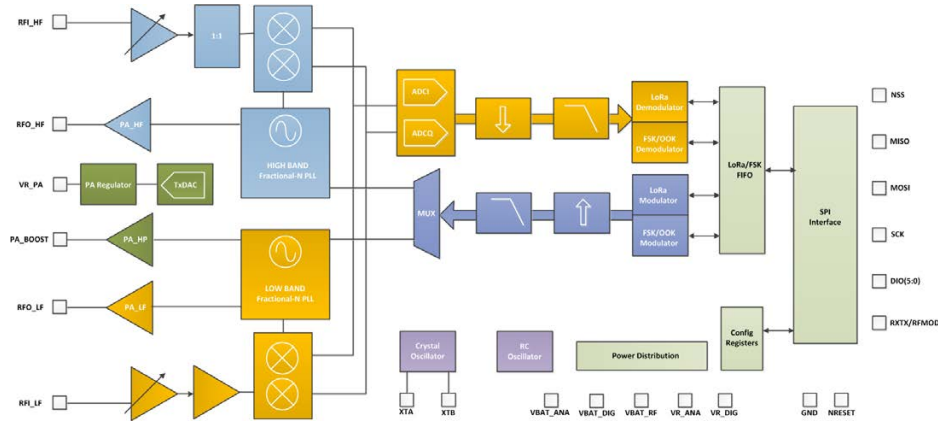 RFI_HF
1:1
ADCI
ADCQ
LoRa
Demodulator
FSK/OOK
Demodulator
NSS
RFO_HF
PA_HF
HIGH BAND
Fractional-N PLL
LoRa/FSK
FIFO
MISO
VR_PA
PA Regulator
TxDAC
MUX
LoRa
Modulator
FSK/OOK
Modulator
SPI
Interface
MOSI
PA_BOOST
PA_HP
SCK
LOW BAND
Fractional-N PLL
DIO(5:0)
RFO_LF
PA_LF
RXTX/RFMOD
Crystal
Oscillator
RC
Oscillator
Power Distribution
Config
Registers
RFI_LF
XTA
XTB
VBAT_ANA
VBAT_DIG
VBAT_RF
VR_ANA
VR_DIG
GND
NRESET